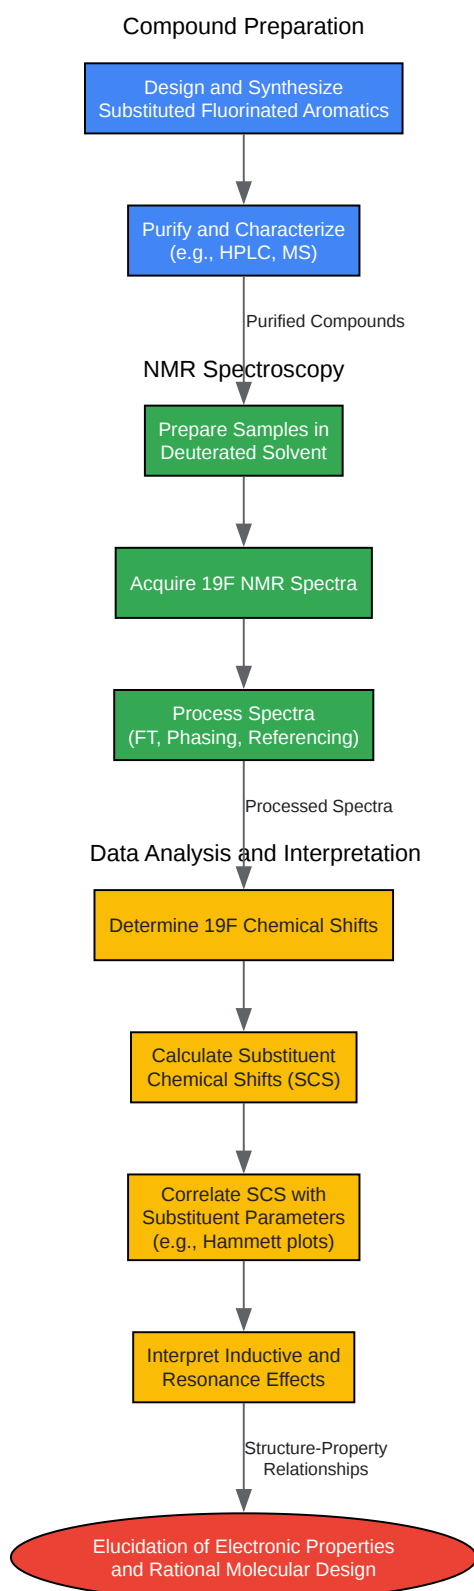 Compound Preparation
Design and Synthesize
Substituted Fluorinated Aromatics
Purify and Characterize
(e.g., HPLC, MS)
Purified Compounds
NMR Spectroscopy
Prepare Samples in
Deuterated Solvent
Acquire 19F NMR Spectra
Process Spectra
(FT, Phasing, Referencing)
Processed Spectra
Data Analysis and Interpretation
Determine 19F Chemical Shifts
Calculate Substituent
Chemical Shifts (SCS)
Correlate SCS with
Substituent Parameters
(e.g., Hammett plots)
Interpret Inductive and
Resonance Effects
Structure-Property
Relationships
Elucidation of Electronic Properties
and Rational Molecular Design